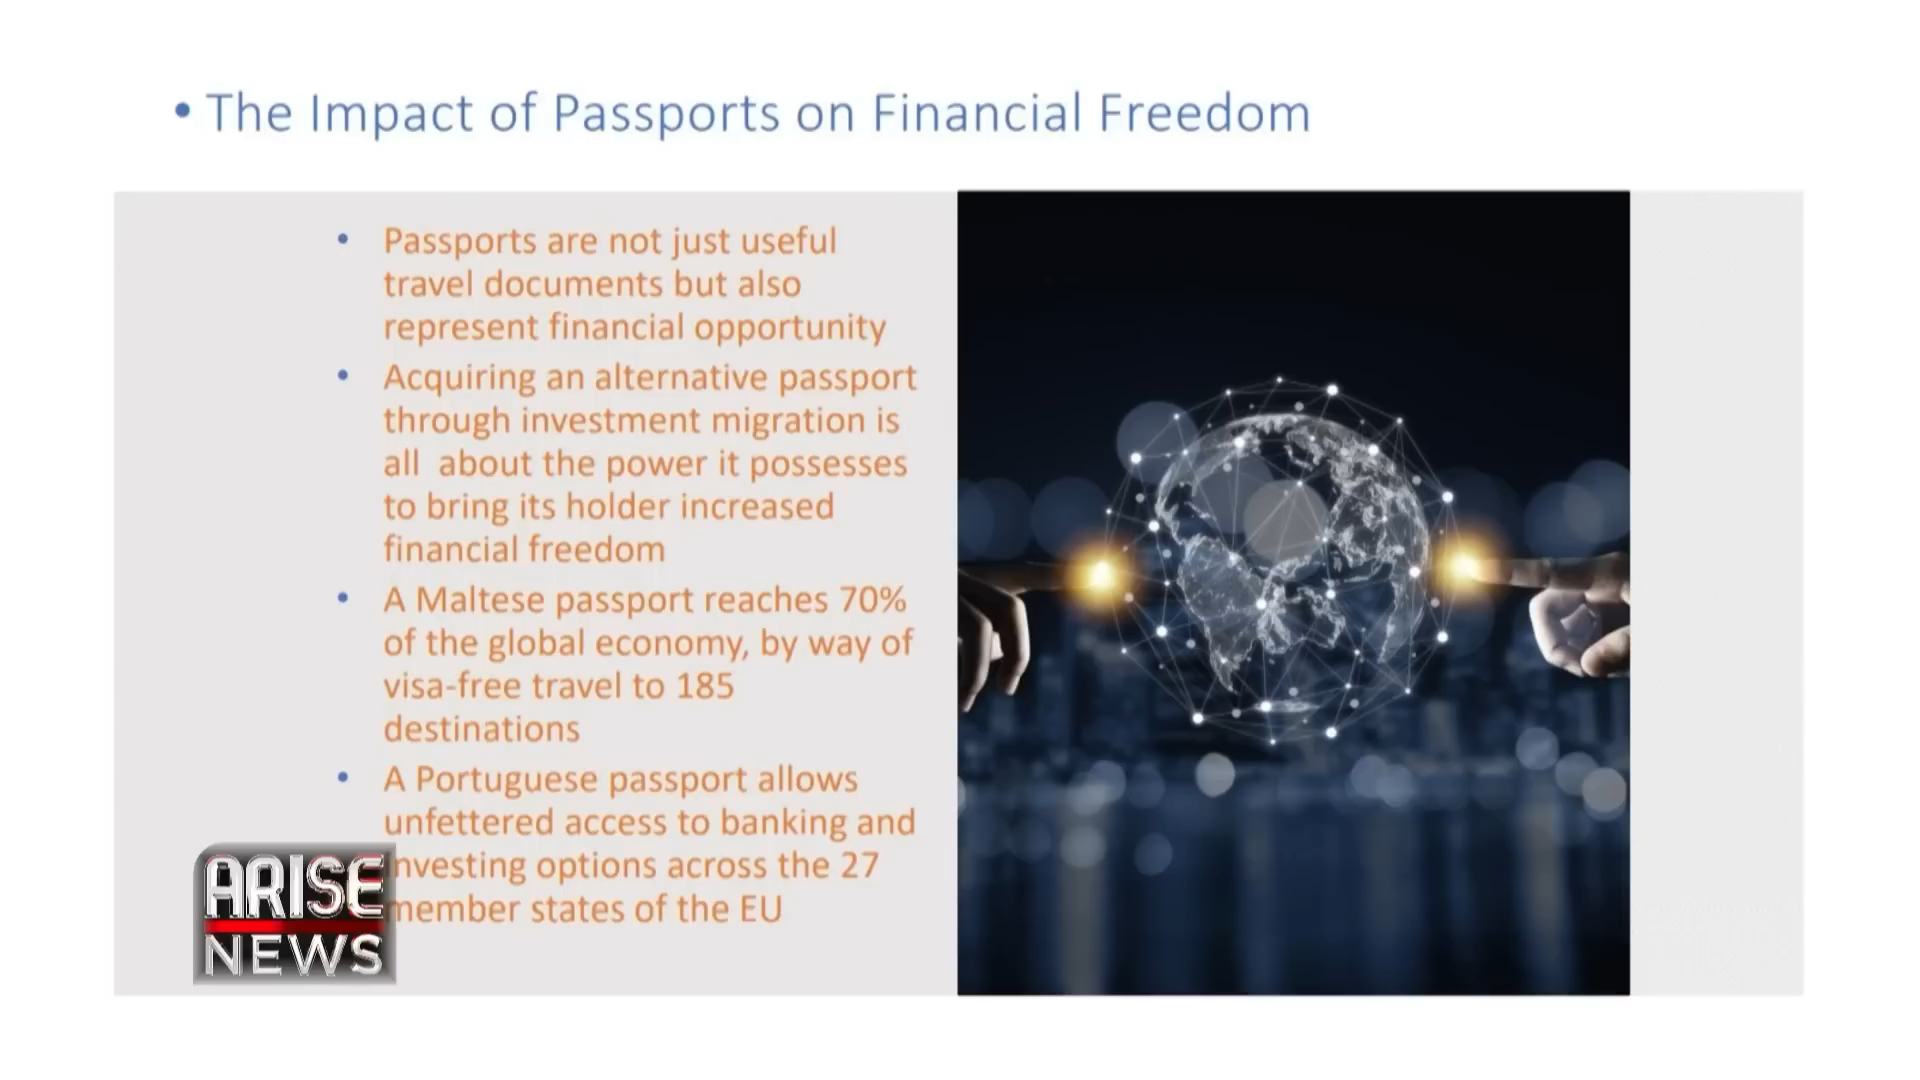 • The Impact of Passports on Financial Freedom
• Passports are not just useful
travel documents but also
represent financial opportunity
• Acquiring an alternative passport
through investment migration is
all about the power it possesses
to bring its holder increased
financial freedom
• A Maltese passport reaches 70%
of the global economy, by way of
visa-free travel to 185
destinations
• A Portuguese passport allows
unfettered access to banking and
investing options across the 27
member states of the EU
ARISE
NEWS